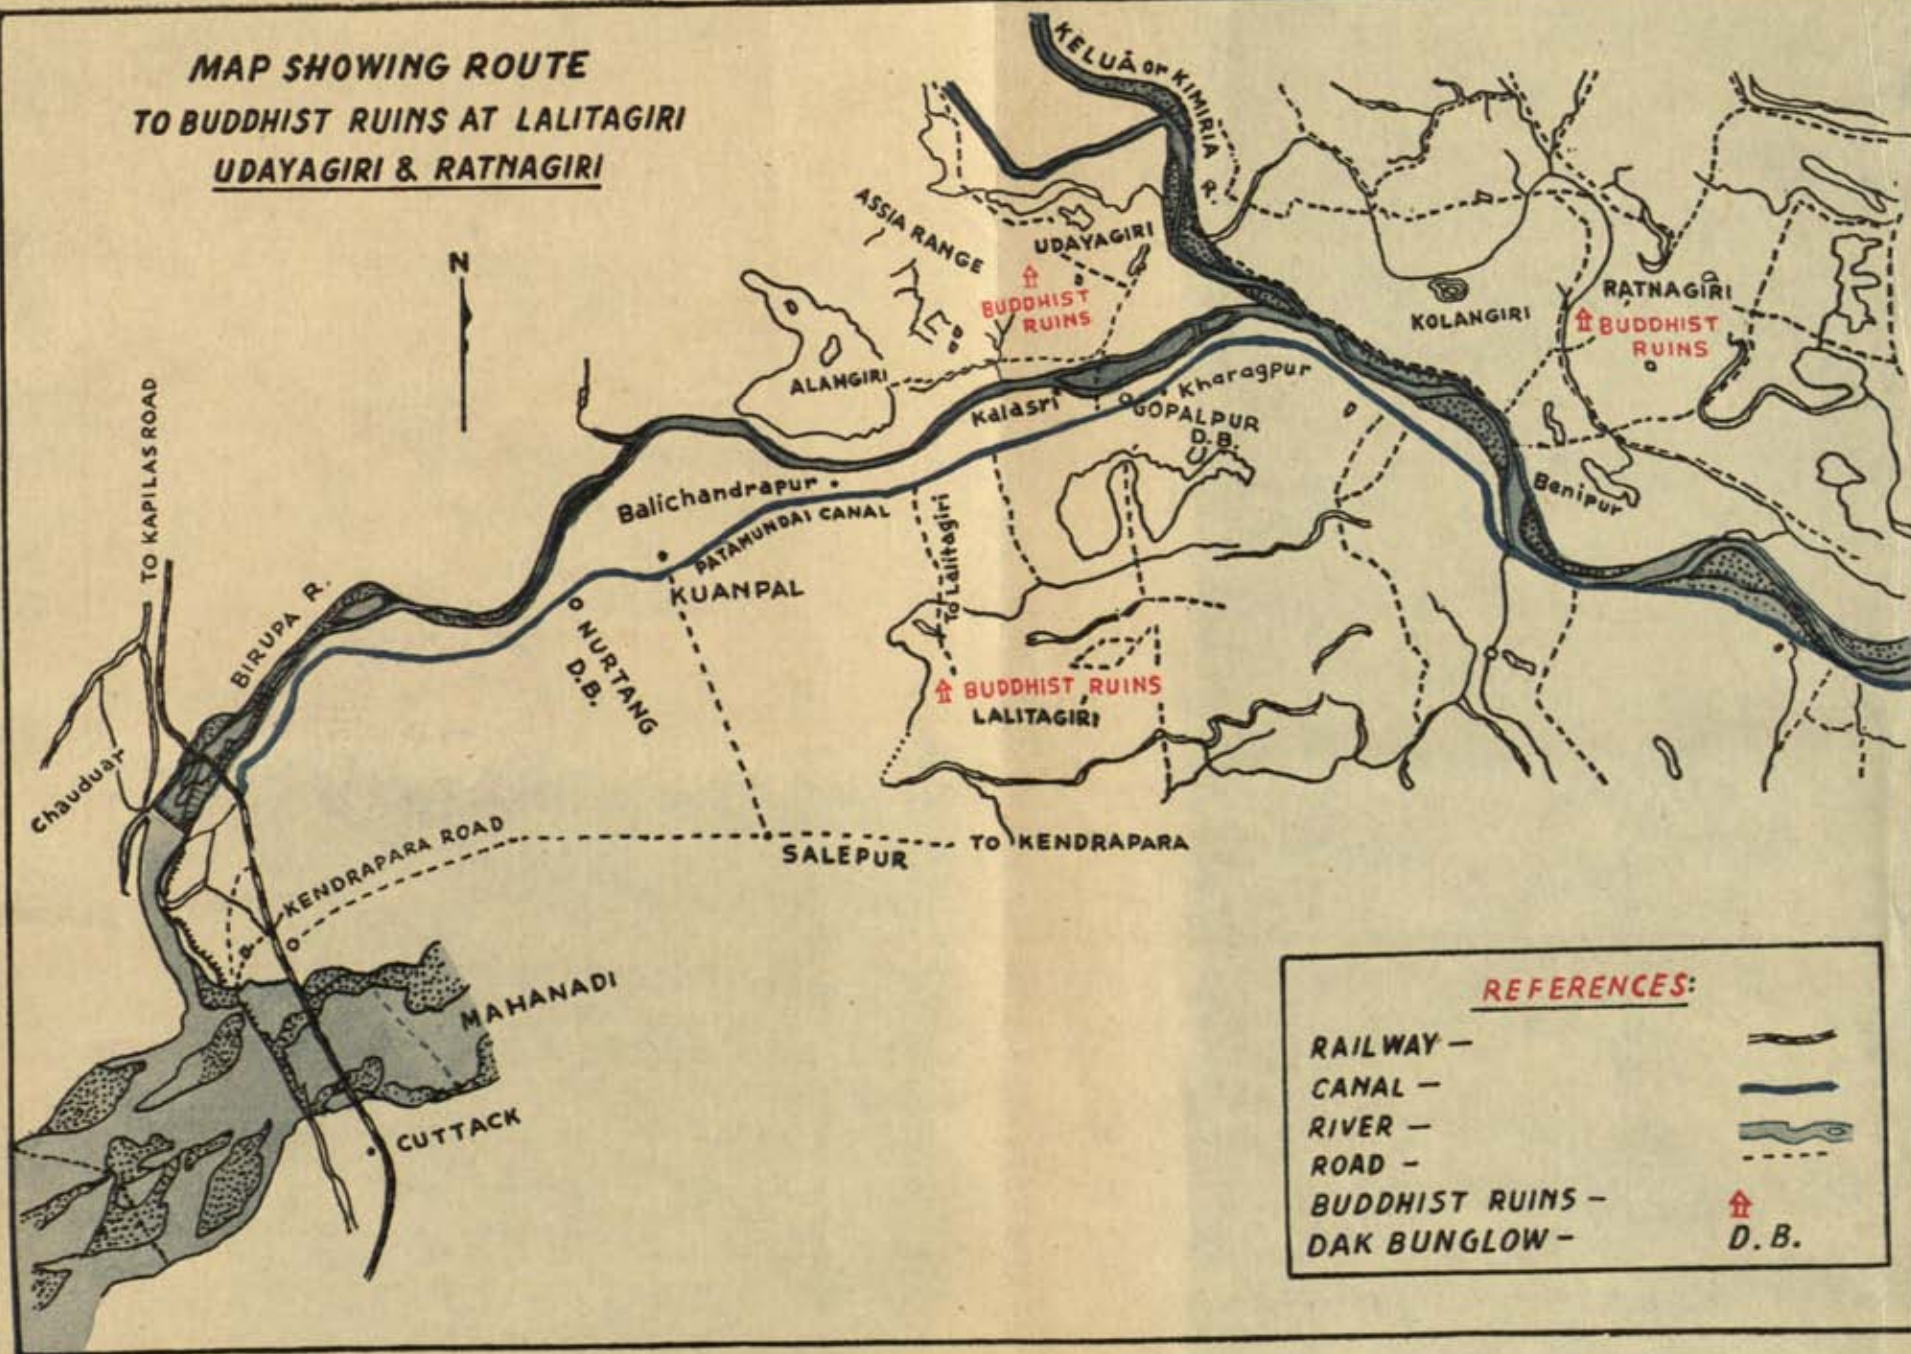 MAP SHOWING ROUTE
TO BUDDHIST RUINS AT LALITAGIRI
UDAYAGIRI & RATNAGIRI
KELUĀ or KIMIRIA R.
N
ASSIA RANGE
UDAYAGIRI
BUDDHIST
RUINS
ALANGIRI
KOLANGIRI
RATNAGIRI
BUDDHIST
RUINS
TO KAPILAS ROAD
Kalasri
Kharagpur
GOPALPUR
D.B.
Balichandrapur
PATAMUNDAI CANAL
To Lalitagiri
Benipur
BIRUPA R.
KUANPAL
NURTANG
D.B.
BUDDHIST RUINS
LALITAGIRI
Chauduar
KENDRAPARA ROAD
SALEPUR
TO KENDRAPARA
MAHANADI
CUTTACK
REFERENCES:
RAILWAY —
CANAL —
RIVER —
ROAD —
BUDDHIST RUINS —
DAK BUNGLOW — D.B.